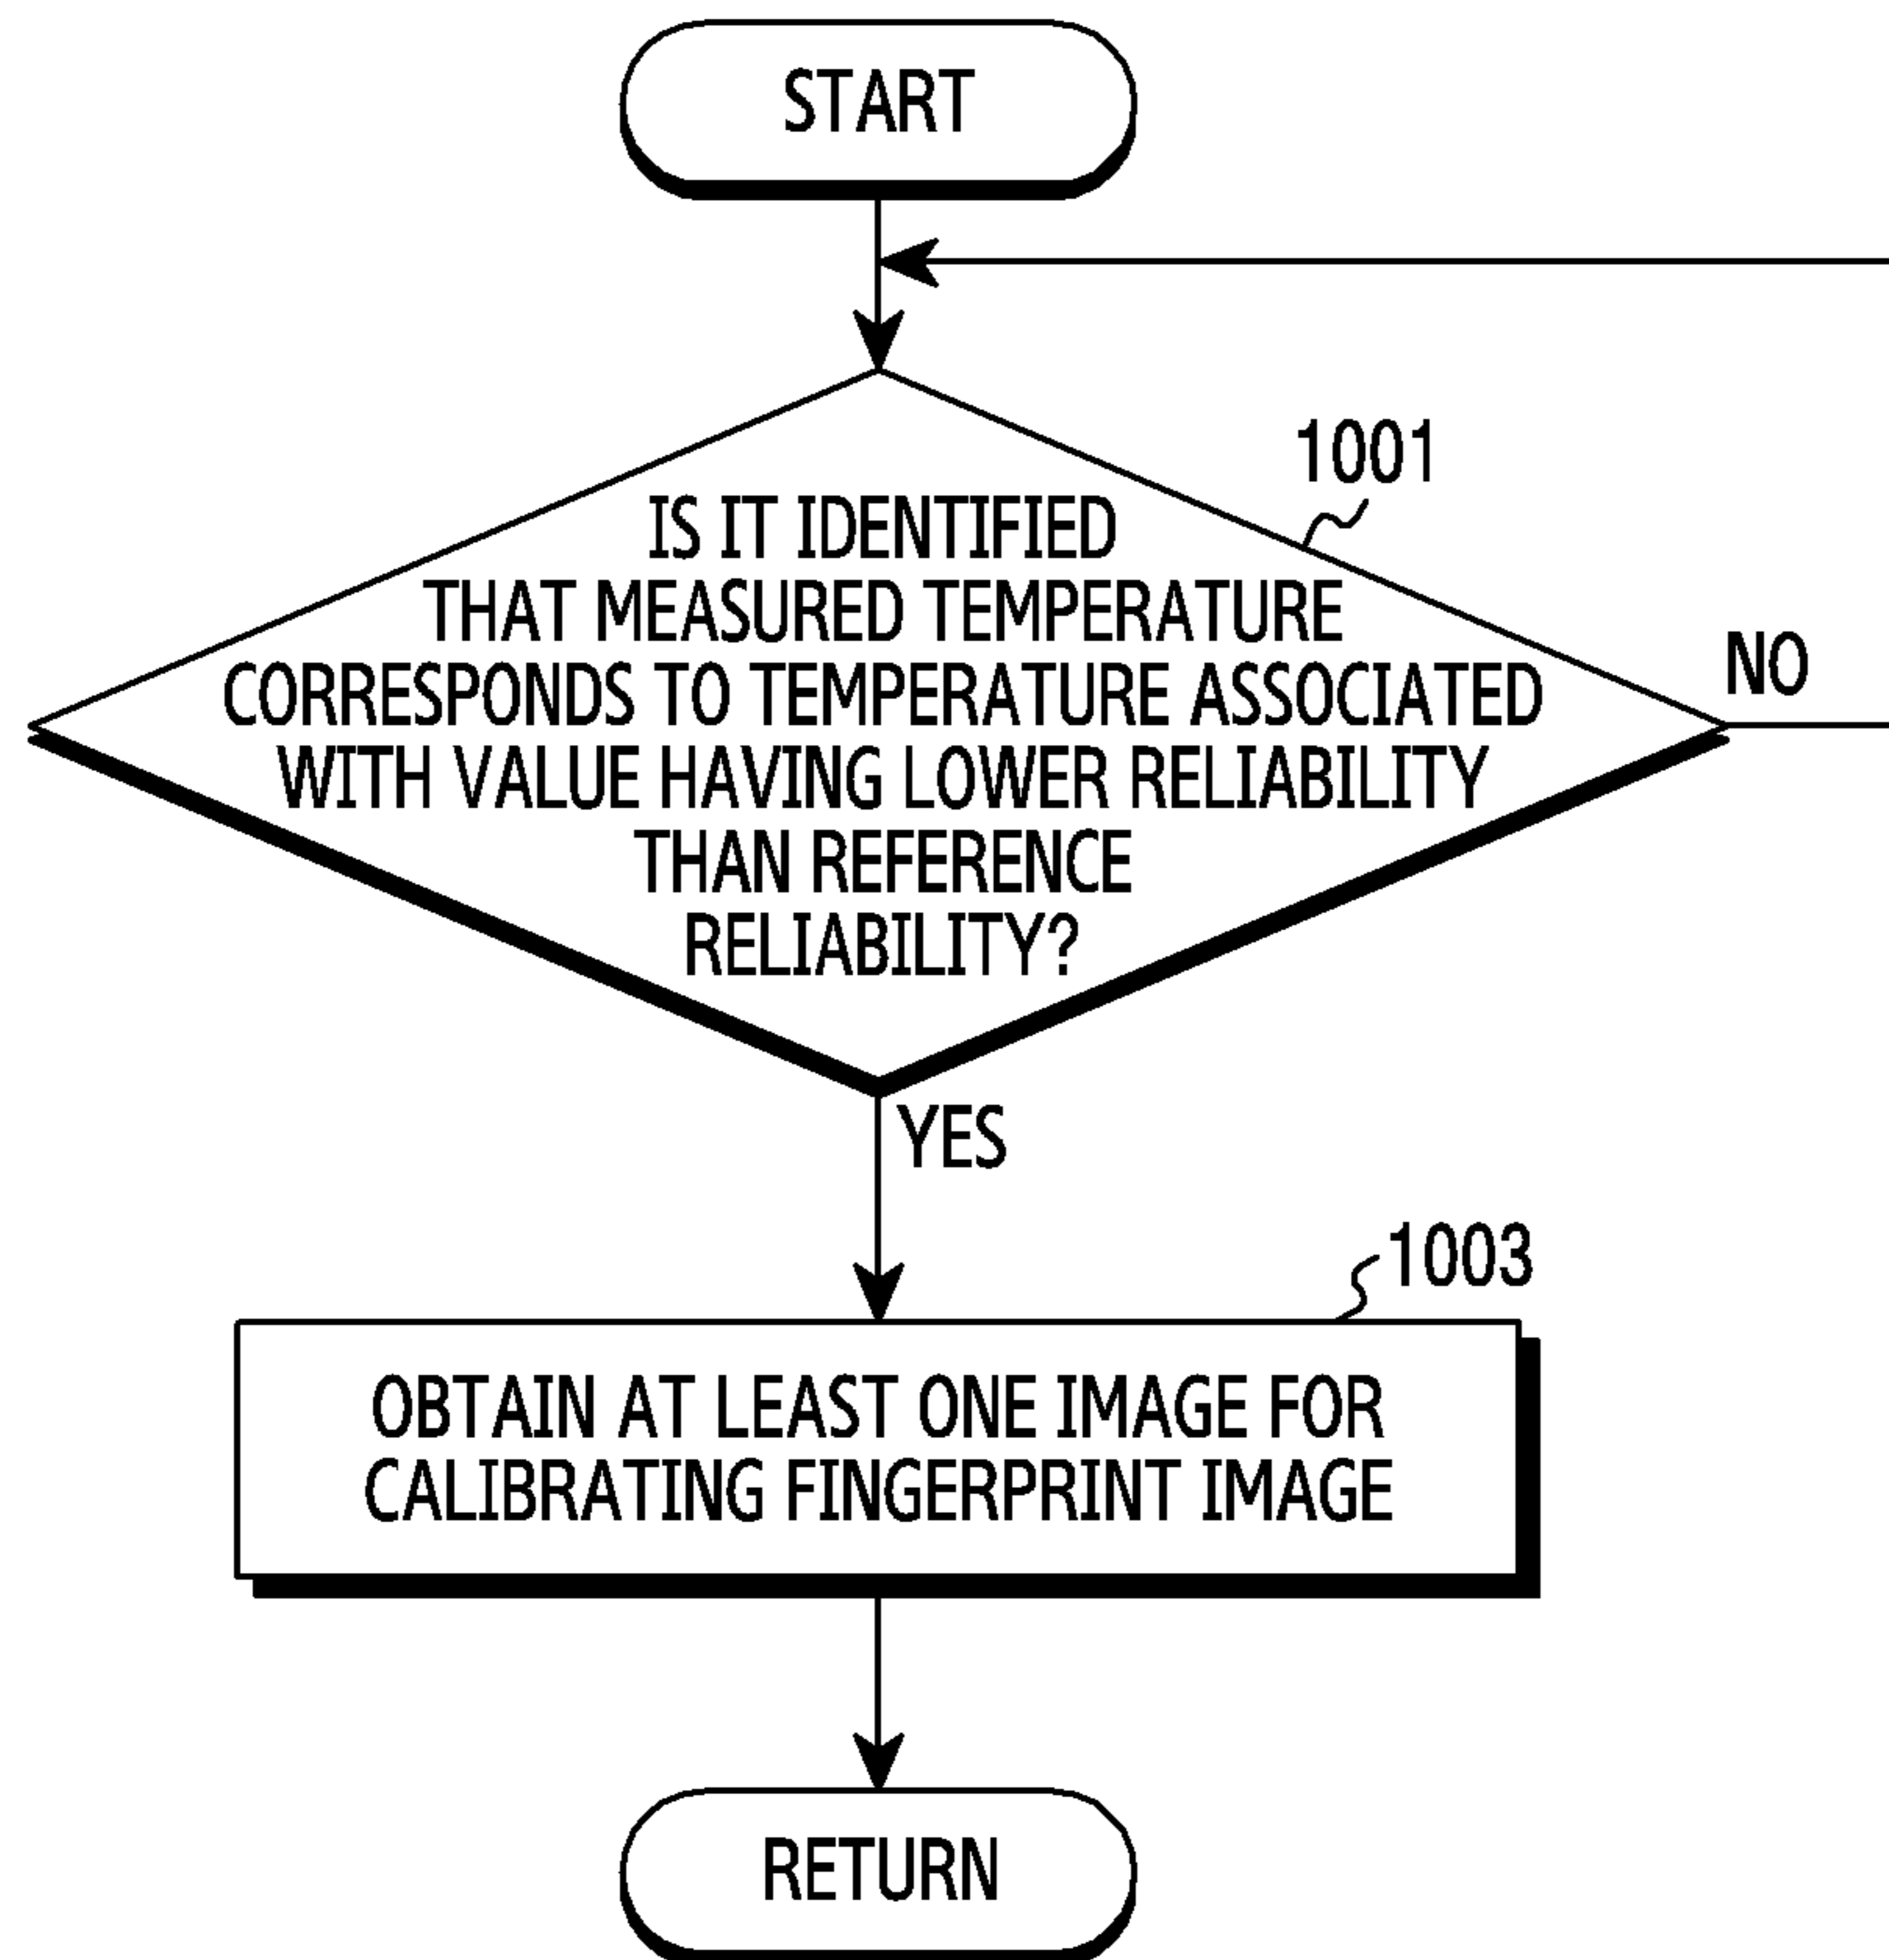 START
1001
IS IT IDENTIFIED
THAT MEASURED TEMPERATURE
CORRESPONDS TO TEMPERATURE ASSOCIATED
WITH VALUE HAVING LOWER RELIABILITY
THAN REFERENCE
RELIABILITY?
NO
YES
1003
OBTAIN AT LEAST ONE IMAGE FOR
CALIBRATING FINGERPRINT IMAGE
RETURN